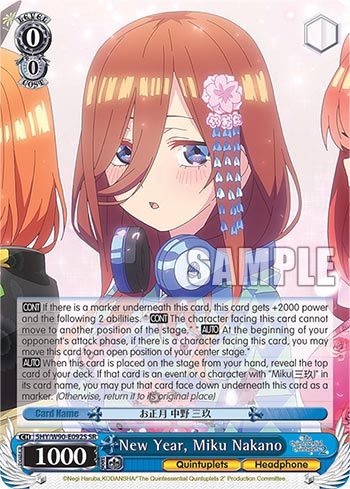 LEVEL
0
0
COST
SAMPLE
CONT If there is a marker underneath this card, this card gets +2000 power
and the following 2 abilities. "CONT The character facing this card cannot
move to another position of the stage." "AUTO At the beginning of your
opponent's attack phase, if there is a character facing this card, you may
move this card to an open position of your center stage."
AUTO When this card is placed on the stage from your hand, reveal the top
card of your deck. If that card is an event or a character with "Miku[三玖]" in
its card name, you may put that card face down underneath this card as a
marker. (Otherwise, return it to its original place)
Card Name お正月 中野 三玖
CH 5HY/W90-E092S SR
New Year, Miku Nakano
POWER
1000
Quintuplets
Headphone
©Negi Haruba,KODANSHA/"The Quintessential Quintuplets 2" Production Committee.